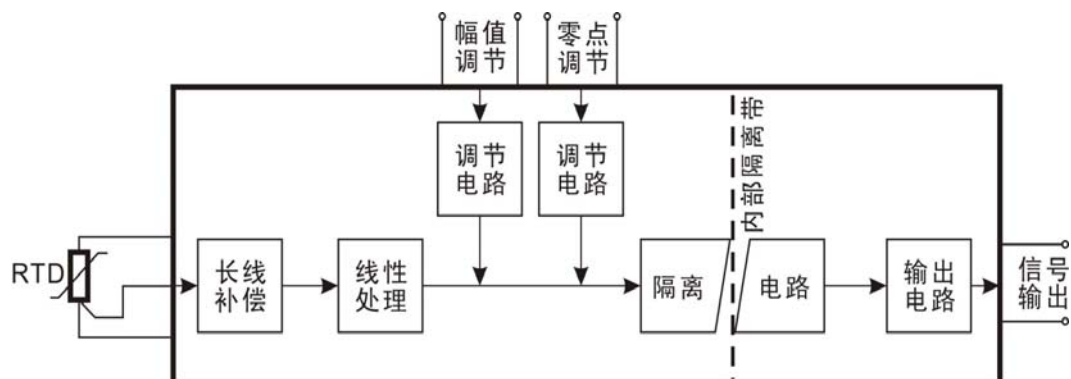 幅值
调节
零点
调节
调节
电路
调节
电路
内部隔离带
RTD
长线
补偿
线性
处理
隔离
电路
输出
电路
信号
输出